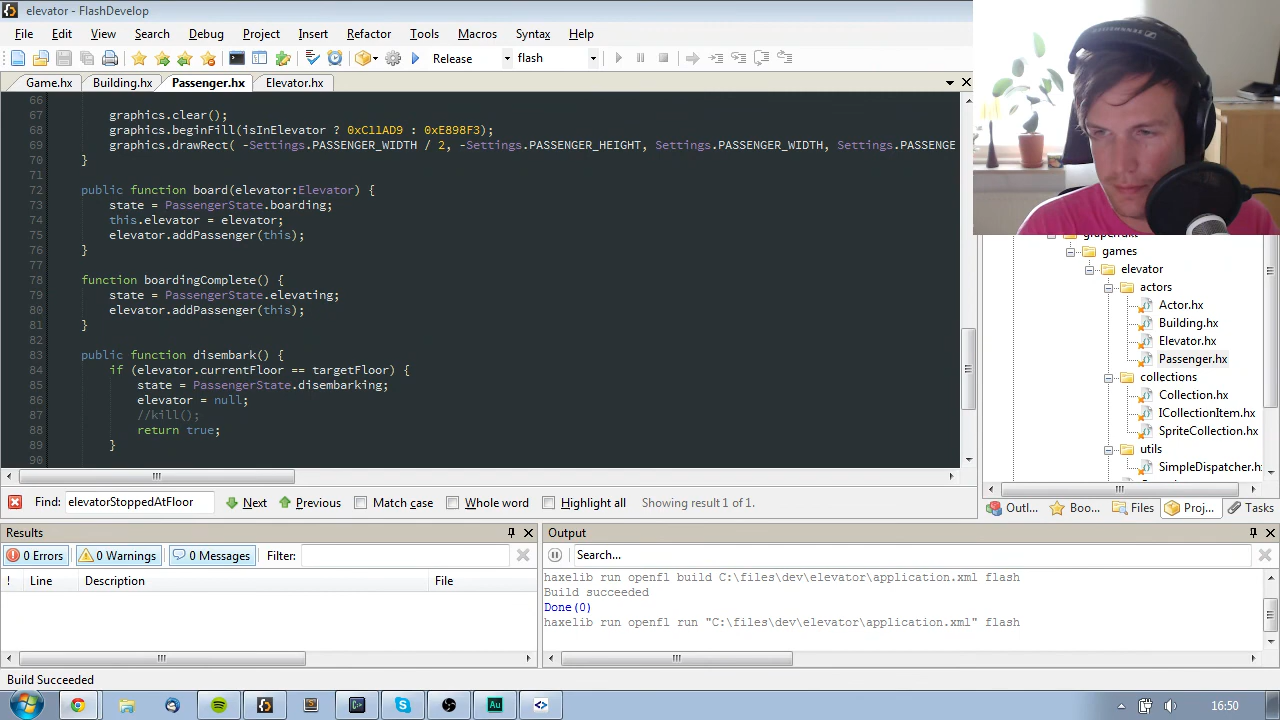 elevator - FlashDevelop
File Edit View Search Debug Project Insert Refactor Tools Macros Syntax Help
Release flash
Game.hx Building.hx Passenger.hx Elevator.hx
66
67 graphics.clear();
68 graphics.beginFill(isInElevator ? 0xC11AD9 : 0xE898F3);
69 graphics.drawRect( -Settings.PASSENGER_WIDTH / 2, -Settings.PASSENGER_HEIGHT, Settings.PASSENGER_WIDTH, Settings.PASSENGE
70 }
71
72 public function board(elevator:Elevator) {
73 state = PassengerState.boarding;
74 this.elevator = elevator;
75 elevator.addPassenger(this);
76 }
77
78 function boardingComplete() {
79 state = PassengerState.elevating;
80 elevator.addPassenger(this);
81 }
82
83 public function disembark() {
84 if (elevator.currentFloor == targetFloor) {
85 state = PassengerState.disembarking;
86 elevator = null;
87 //kill();
88 return true;
89 }
90
games
elevator
actors
Actor.hx
Building.hx
Elevator.hx
Passenger.hx
collections
Collection.hx
ICollectionItem.hx
SpriteCollection.hx
utils
SimpleDispatcher.hx
Find: elevatorStoppedAtFloor Next Previous Match case Whole word Highlight all Showing result 1 of 1.
Outl... Boo... Files Proj... Tasks
Results
0 Errors 0 Warnings 0 Messages Filter:
! Line Description File
Output
Search...
haxelib run openfl build C:\files\dev\elevator\application.xml flash
Build succeeded
Done(0)
haxelib run openfl run "C:\files\dev\elevator\application.xml" flash
Build Succeeded
16:50